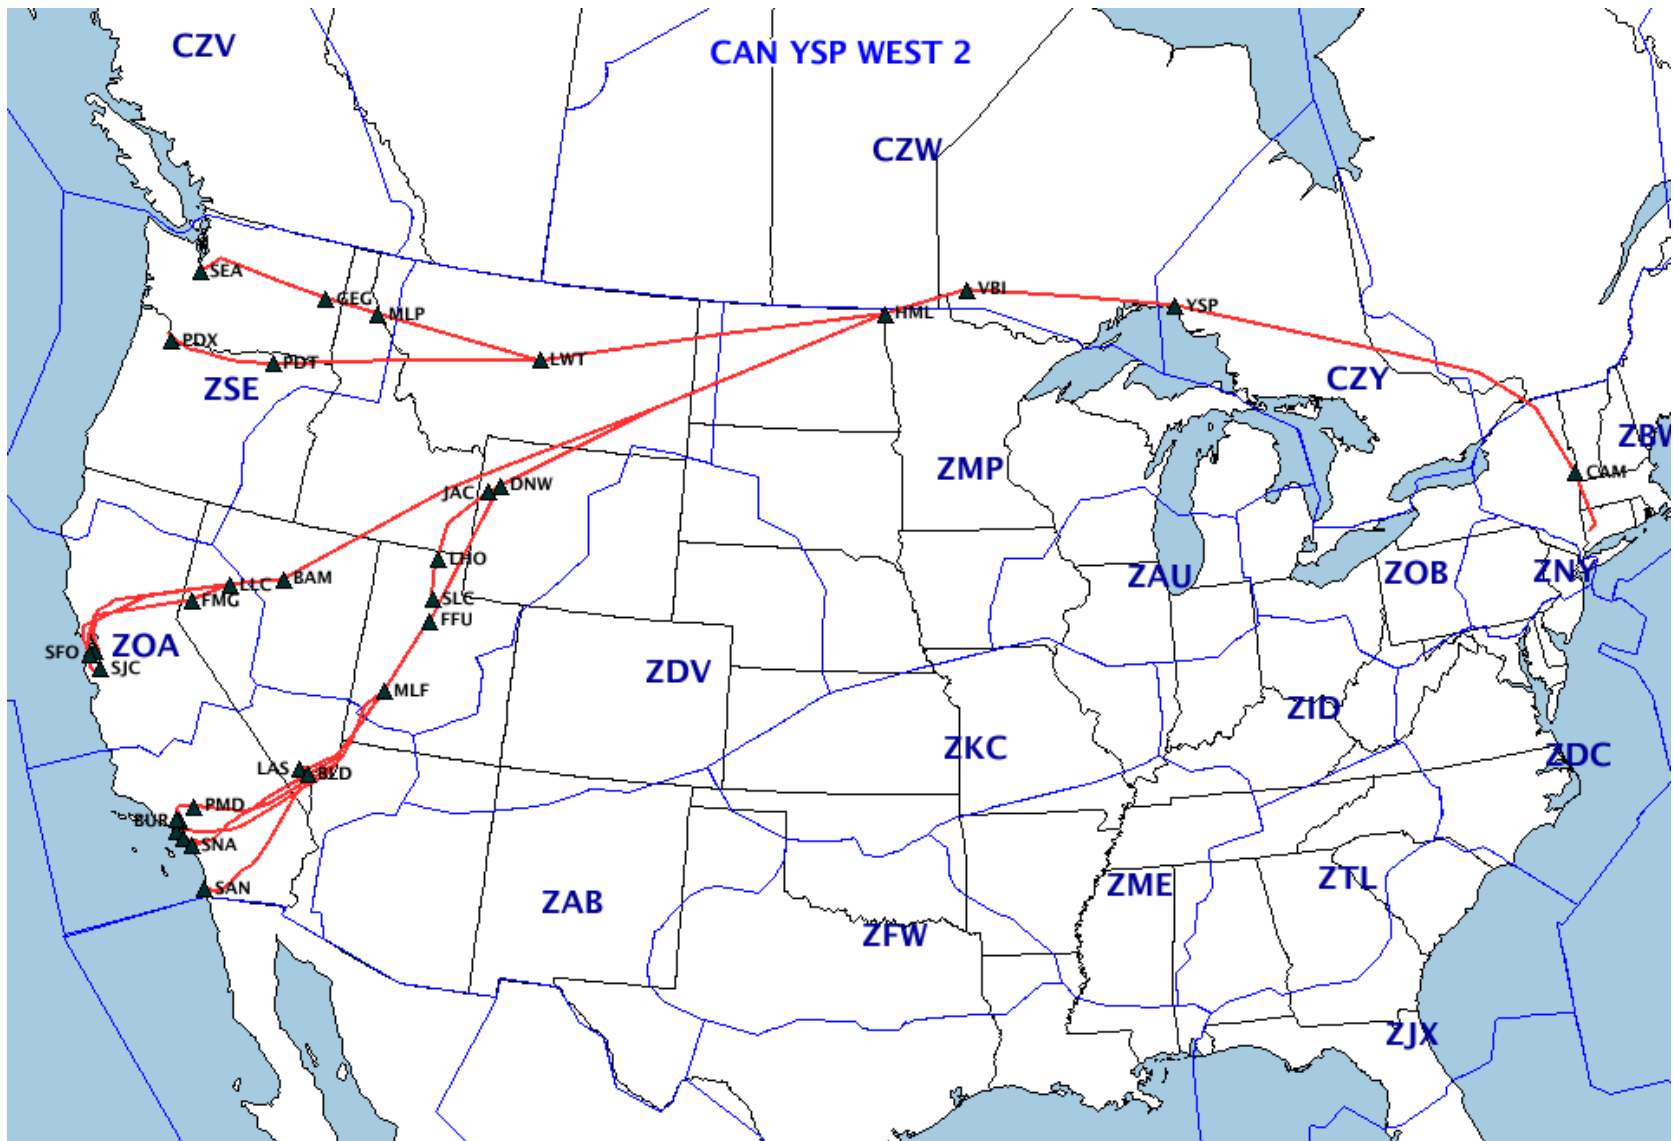 CZV
CAN YSP WEST 2
CZW
SEA
VBI
GEG
YSP
MLP
HML
PDX
PDT
LWT
CZY
ZSE
ZBW
ZMP
CAM
JAC
DNW
LHO
ZAU
ZOB
ZNY
LLC
BAM
FMG
SLC
FFU
SFO
ZOA
SJC
ZDV
MLF
ZID
ZKC
ZDC
LAS
BLD
PMD
BUR
SNA
SAN
ZAB
ZME
ZTL
ZFW
ZJX